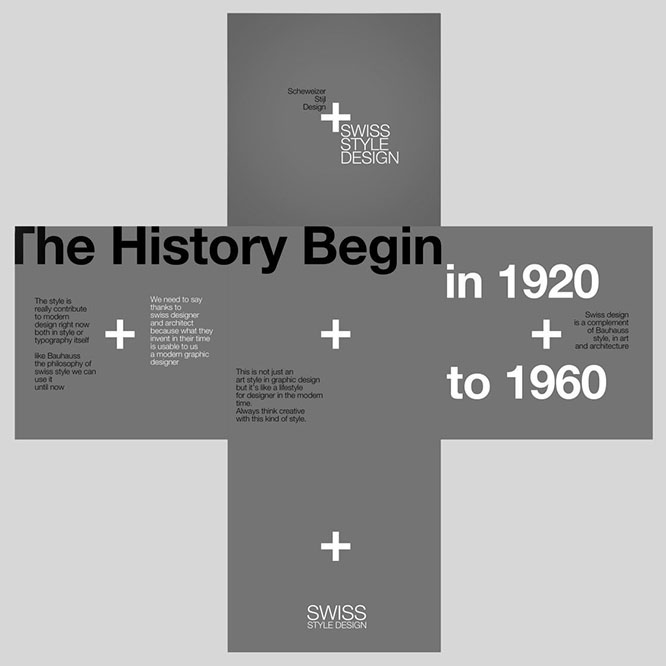 Scheweizer
Stijl
Design
SWISS
STYLE
DESIGN
The History Begin
in 1920
to 1960
The style is
really contribute
to modern
design right now
both in style or
typography itself
like Bauhauss
the philosophy of
swiss style we can
use it
until now
We need to say
thanks to
swiss designer
and architect
because what they
invent in their time
is usable to us
a modern graphic
designer
This is not just an
art style in graphic design
but it's like a lifestyle
for designer in the modern
time.
Always think creative
with this kind of style.
Swiss design
is a complement
of Bauhauss
style, in art
and architecture
SWISS
STYLE DESIGN